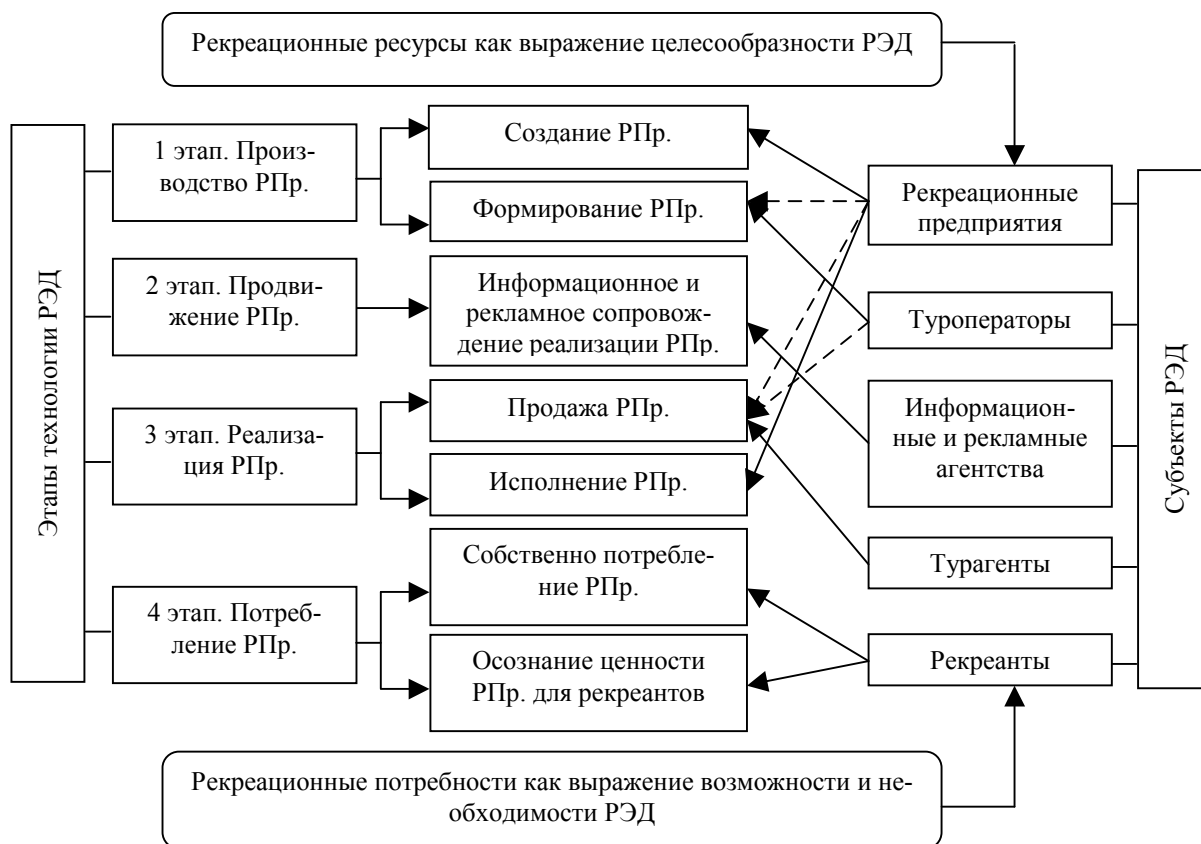 Рекреационные ресурсы как выражение целесообразности РЭД
Этапы технологии РЭД
1 этап. Произ-
водство РПр.
2 этап. Продви-
жение РПр.
3 этап. Реализа-
ция РПр.
4 этап. Потреб-
ление РПр.
Создание РПр.
Формирование РПр.
Информационное и
рекламное сопровож-
дение реализации РПр.
Продажа РПр.
Исполнение РПр.
Собственно потребле-
ние РПр.
Осознание ценности
РПр. для рекреантов
Рекреационные
предприятия
Туроператоры
Информацион-
ные и рекламные
агентства
Турагенты
Рекреанты
Субъекты РЭД
Рекреационные потребности как выражение возможности и не-
обходимости РЭД